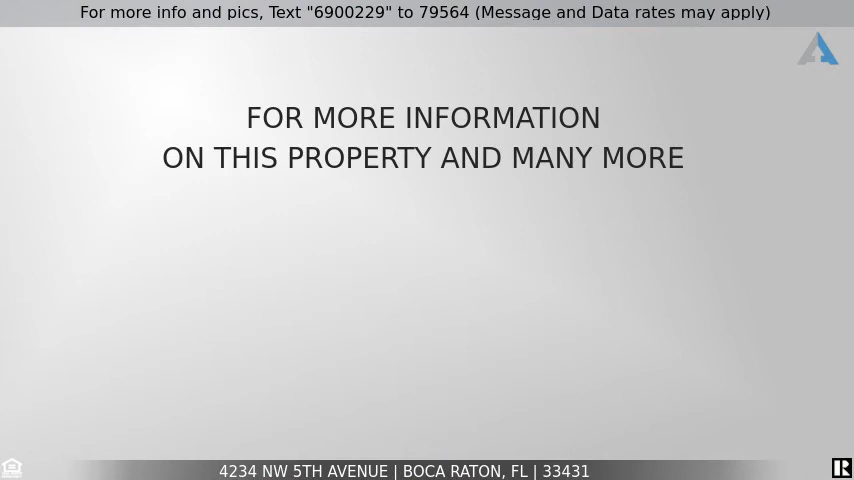 For more info and pics, Text "6900229" to 79564 (Message and Data rates may apply)
FOR MORE INFORMATION
ON THIS PROPERTY AND MANY MORE
4234 NW 5TH AVENUE | BOCA RATON, FL | 33431